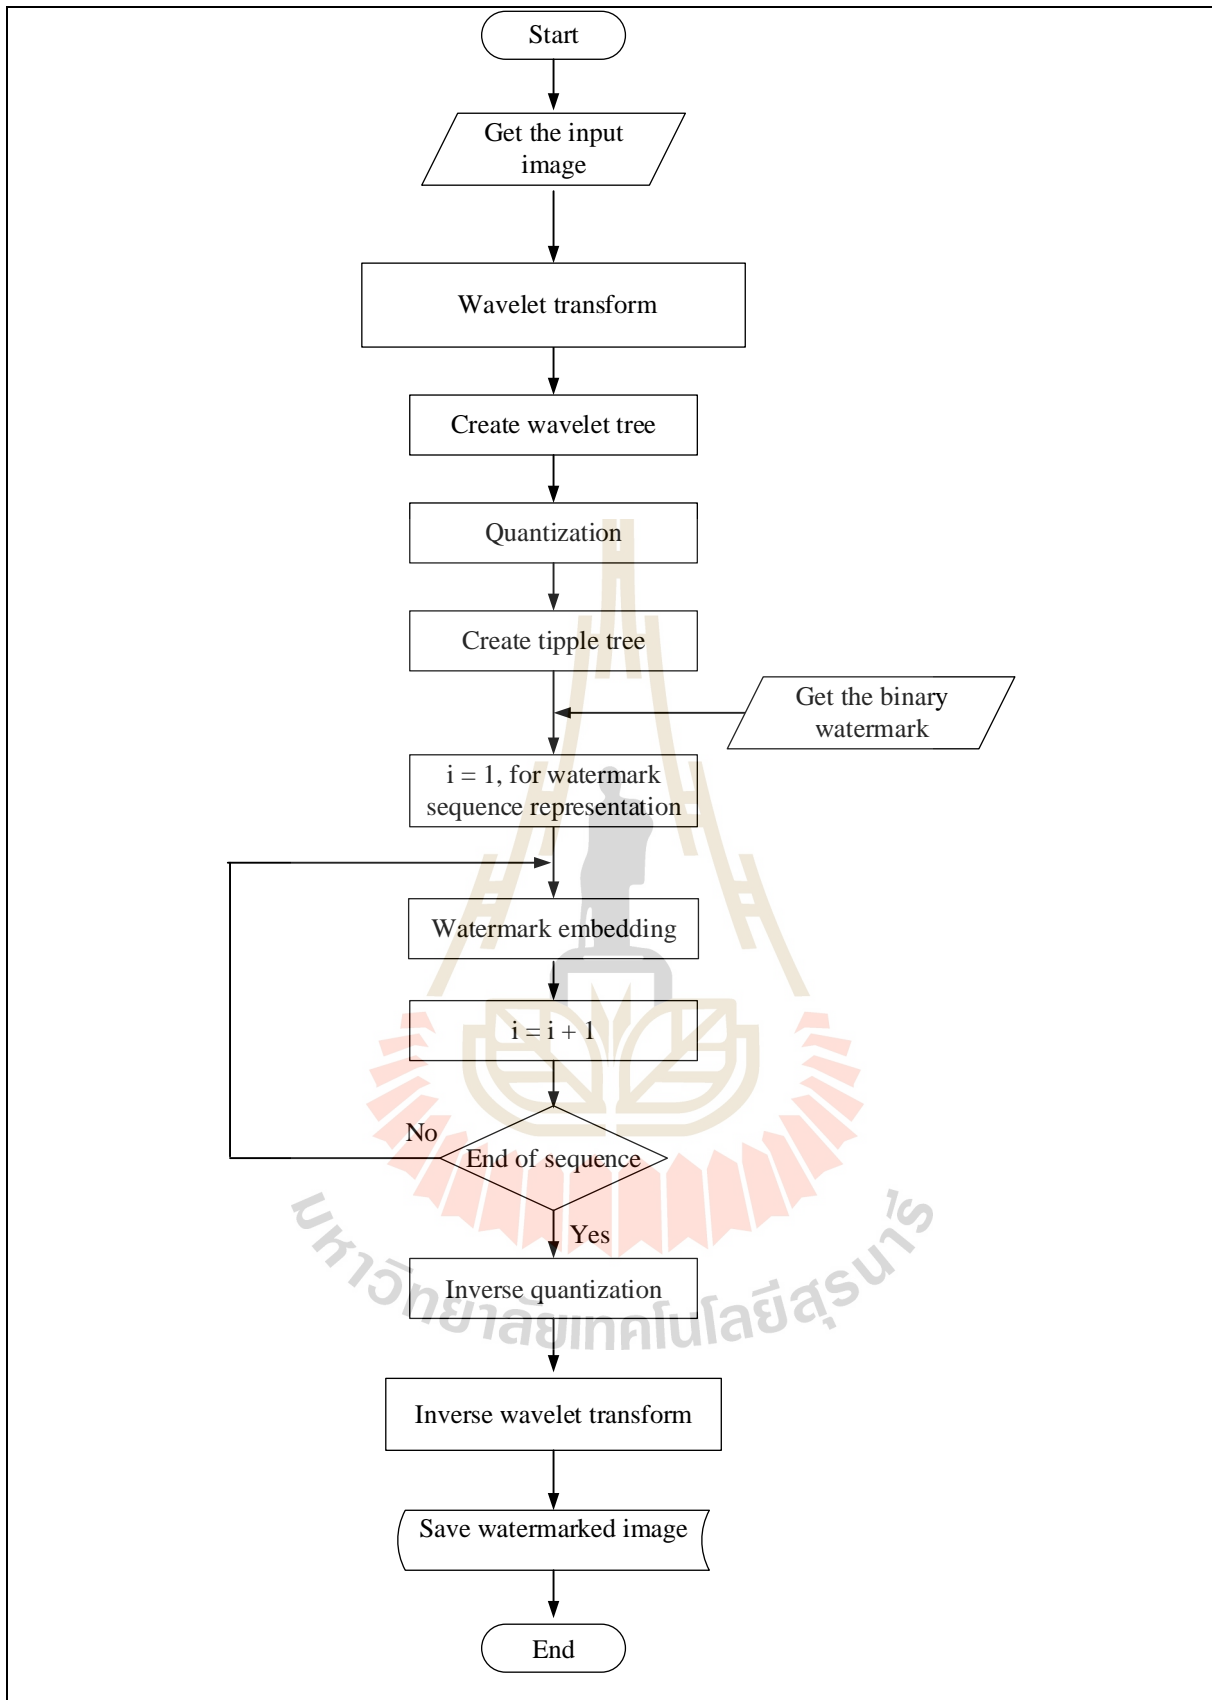 Start
Get the input
image
Wavelet transform
Create wavelet tree
Quantization
Create tipple tree
Get the binary
watermark
i = 1, for watermark
sequence representation
Watermark embedding
i = i + 1
No
End of sequence
Yes
Inverse quantization
มหาวิทยาลัยเทคโนโลยีสุรนารี
Inverse wavelet transform
Save watermarked image
End